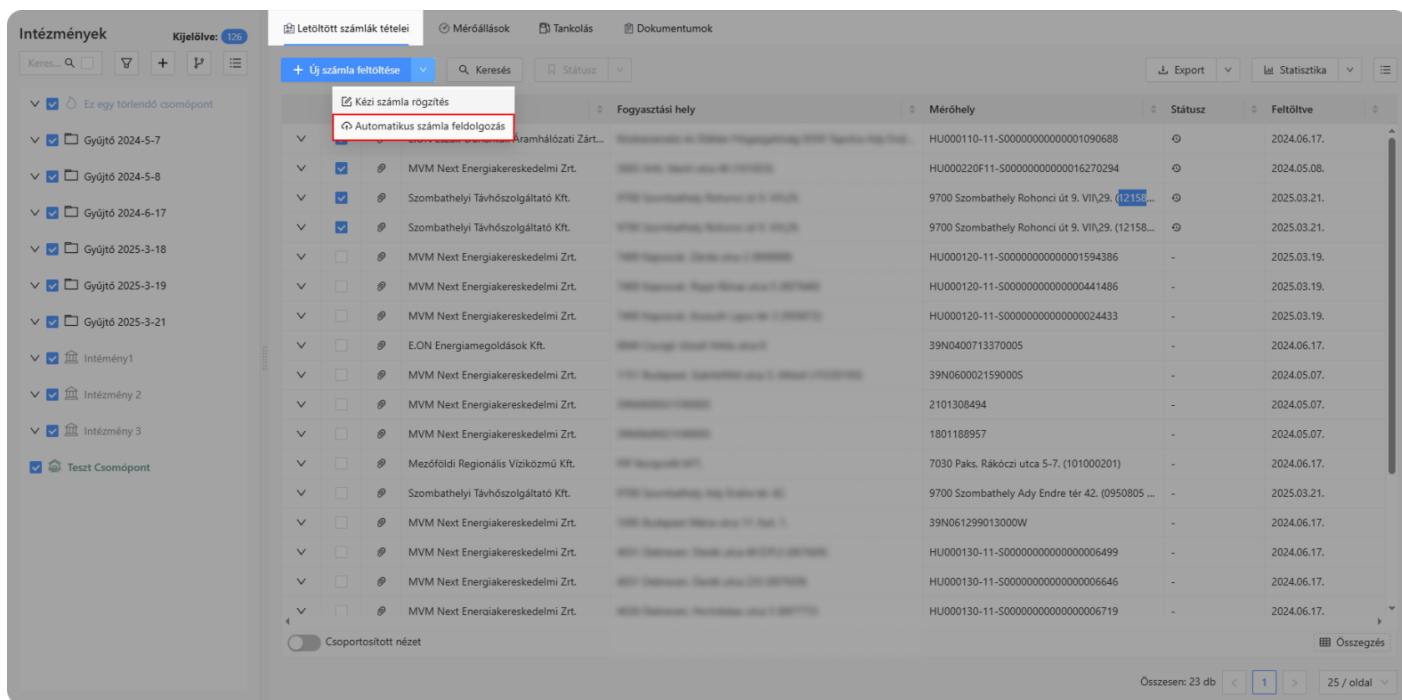 Intézmények
Kijelölve: 126
Letöltött számlák tételei Mérőállások Tankolás Dokumentumok
Keres...
+ Új számla feltöltése Keresés Státusz Export Statisztika
Kézi számla rögzítés
Automatikus számla feldolgozás
Fogyasztási hely Mérőhely Státusz Feltöltve
Ez egy törlendő csomópont
Gyűjtő 2024-5-7
Gyűjtő 2024-5-8
Gyűjtő 2024-6-17
Gyűjtő 2025-3-18
Gyűjtő 2025-3-19
Gyűjtő 2025-3-21
Intémény1
Intézmény 2
Intézmény 3
Teszt Csomópont
Áramhálózati Zárt... HU000110-11-S00000000000001090688 2024.06.17.
MVM Next Energiakereskedelmi Zrt. HU000220F11-S00000000000016270294 2024.05.08.
Szombathelyi Távhőszolgáltató Kft. 9700 Szombathely Rohonci út 9. VII\29. (12158... 2025.03.21.
Szombathelyi Távhőszolgáltató Kft. 9700 Szombathely Rohonci út 9. VII\29. (12158... 2025.03.21.
MVM Next Energiakereskedelmi Zrt. HU000120-11-S00000000000001594386 - 2025.03.19.
MVM Next Energiakereskedelmi Zrt. HU000120-11-S00000000000000441486 - 2025.03.19.
MVM Next Energiakereskedelmi Zrt. HU000120-11-S00000000000000024433 - 2025.03.19.
E.ON Energiamegoldások Kft. 39N0400713370005 - 2024.06.17.
MVM Next Energiakereskedelmi Zrt. 39N060002159000S - 2024.05.07.
MVM Next Energiakereskedelmi Zrt. 2101308494 - 2024.05.07.
MVM Next Energiakereskedelmi Zrt. 1801188957 - 2024.05.07.
Mezőföldi Regionális Víziközmű Kft. 7030 Paks, Rákóczi utca 5-7. (101000201) - 2024.06.17.
Szombathelyi Távhőszolgáltató Kft. 9700 Szombathely Ady Endre tér 42. (0950805 ... - 2025.03.21.
MVM Next Energiakereskedelmi Zrt. 39N061299013000W - 2024.06.17.
MVM Next Energiakereskedelmi Zrt. HU000130-11-S00000000000000006499 - 2024.06.17.
MVM Next Energiakereskedelmi Zrt. HU000130-11-S00000000000000006646 - 2024.06.17.
MVM Next Energiakereskedelmi Zrt. HU000130-11-S00000000000000006719 - 2024.06.17.
Csoportosított nézet Összegzés
Összesen: 23 db < 1 > 25 / oldal